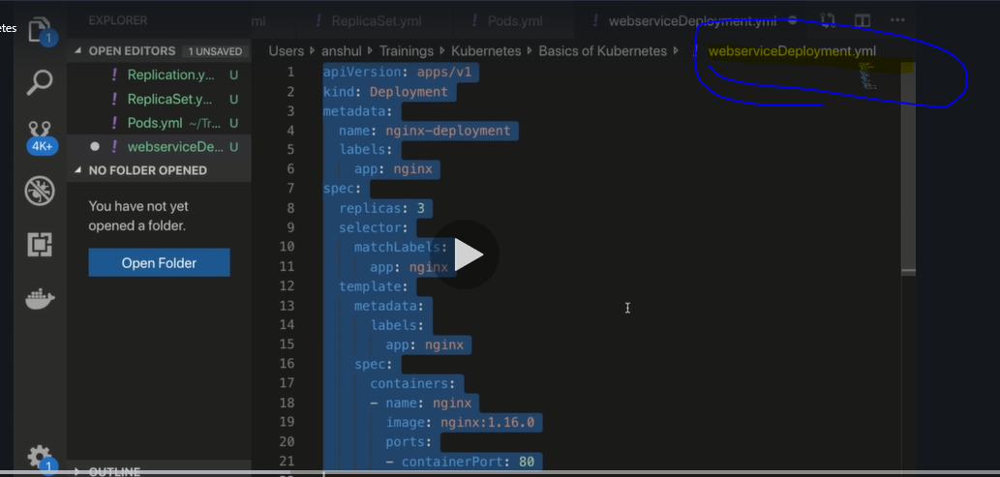 etes
EXPLORER
ml
ReplicaSet.yml
Pods.yml
webserviceDeployment.yml
1
OPEN EDITORS 1 UNSAVED
Users anshul Trainings Kubernetes Basics of Kubernetes ! webserviceDeployment.yml
! Replication.y... U
! ReplicaSet.y... U
! Pods.yml ~/Tr... U
! webserviceDe... U
4K+
NO FOLDER OPENED
You have not yet
opened a folder.
Open Folder
1 apiVersion: apps/v1
2 kind: Deployment
3 metadata:
4 name: nginx-deployment
5 labels:
6 app: nginx
7 spec:
8 replicas: 3
9 selector:
10 matchLabels:
11 app: nginx
12 template:
13 metadata:
14 labels:
15 app: nginx
16 spec:
17 containers:
18 - name: nginx
19 image: nginx:1.16.0
20 ports:
21 - containerPort: 80
1
OUTLINE